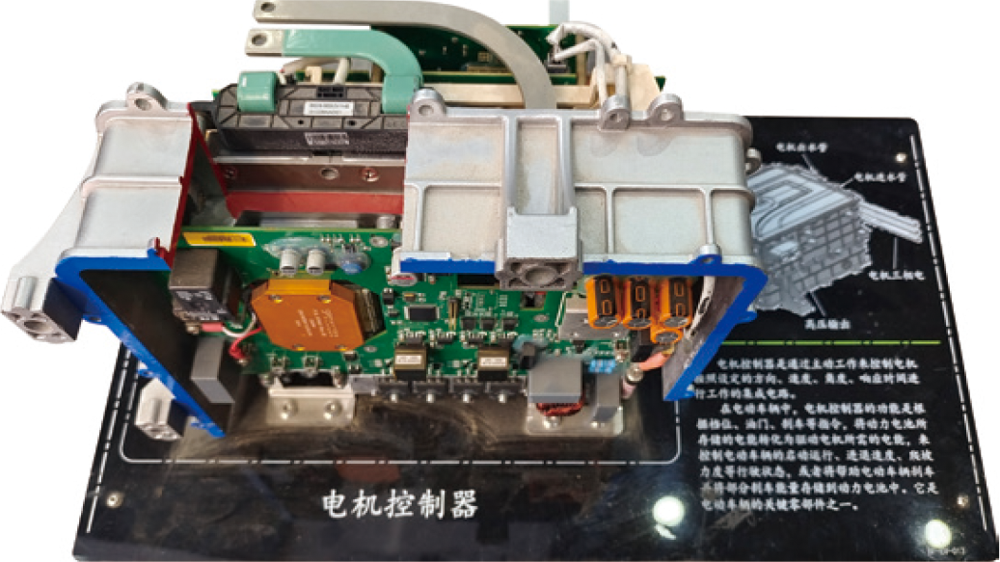 电机出水管
电机进水管
电机三相电
高压输出
电机控制器是通过主动工作来控制电机
按照设定的方向、速度、角度、响应时间进
行工作的集成电路。
在电动车辆中，电机控制器的功能是根
据档位、油门、刹车等指令，将动力电池所
存储的电能转化为驱动电机所需的电能，来
控制电动车辆的启动运行、进退速度、爬坡
力度等行驶状态，或者将帮助电动车辆刹车
并将部分刹车能量存储到动力电池中。它是
电动车辆的关键零部件之一。
电机控制器